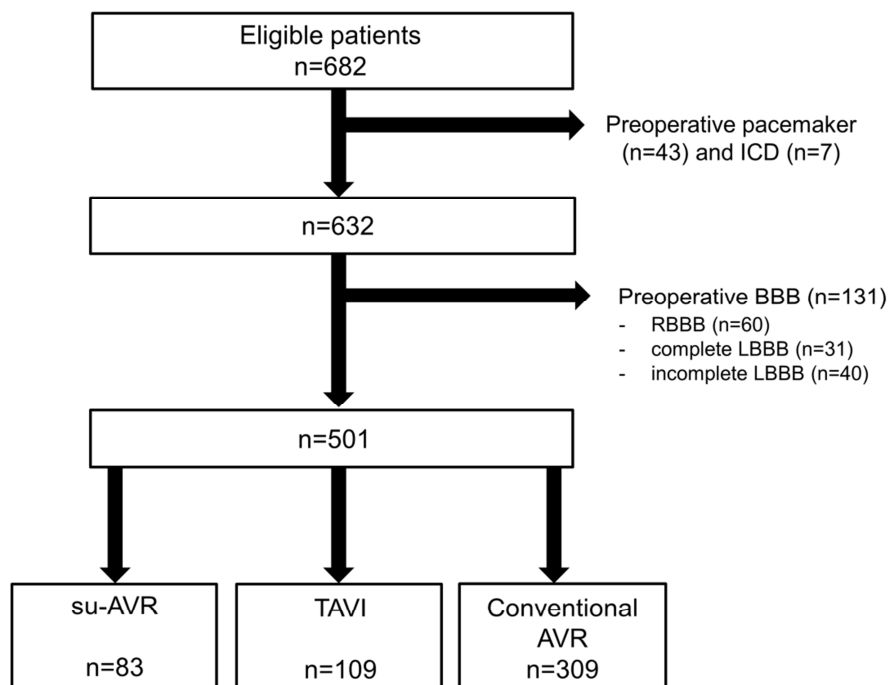 Eligible patients
n=682
Preoperative pacemaker
(n=43) and ICD (n=7)
n=632
Preoperative BBB (n=131)
- RBBB (n=60)
- complete LBBB (n=31)
- incomplete LBBB (n=40)
n=501
su-AVR
n=83
TAVI
n=109
Conventional
AVR
n=309